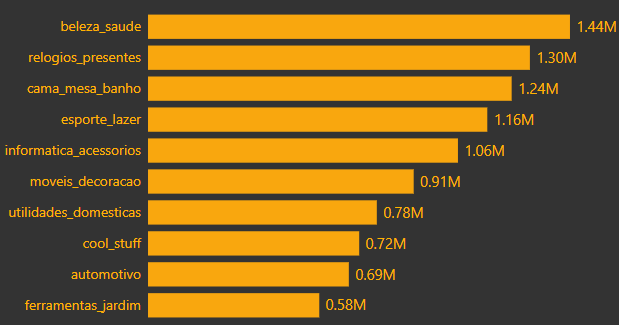 beleza_saude 1.44M
relogios_presentes 1.30M
cama_mesa_banho 1.24M
esporte_lazer 1.16M
informatica_acessorios 1.06M
moveis_decoracao 0.91M
utilidades_domesticas 0.78M
cool_stuff 0.72M
automotivo 0.69M
ferramentas_jardim 0.58M